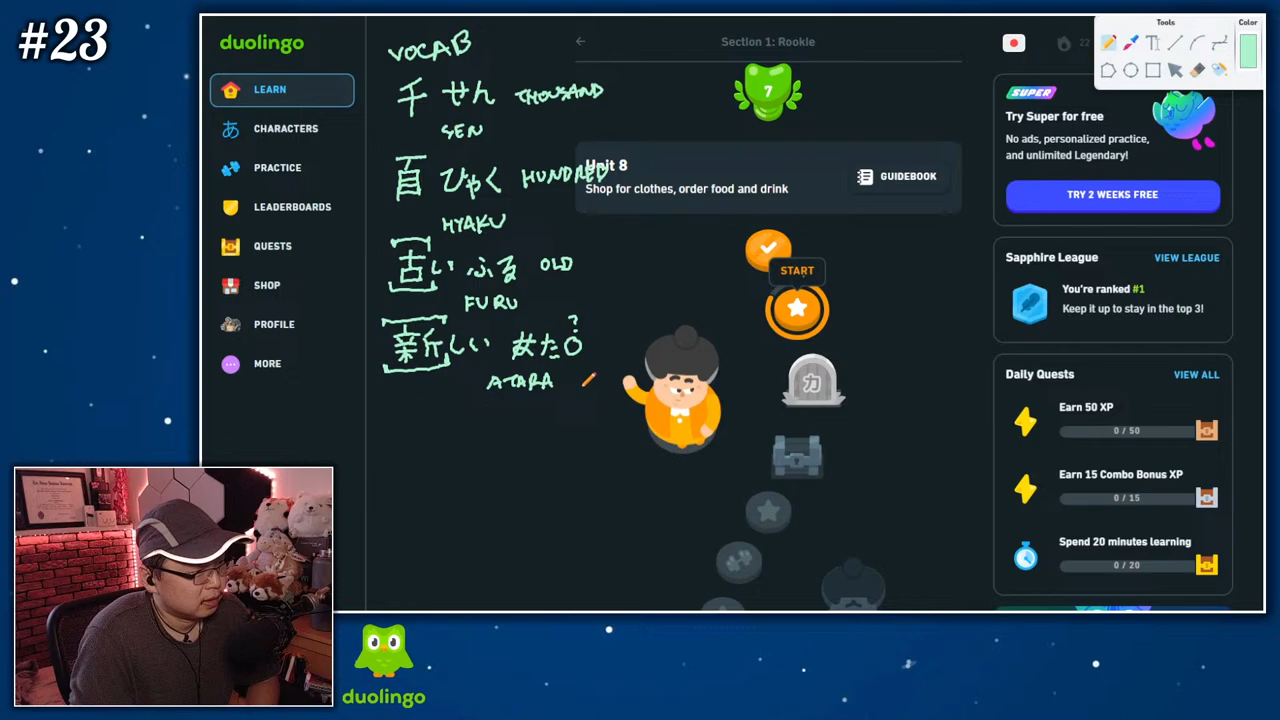 #23
duolingo
LEARN
CHARACTERS
PRACTICE
LEADERBOARDS
QUESTS
SHOP
PROFILE
MORE
VOCAB
千 せん THOUSAND
SEN
百 ひゃく HUNDRED
HYAKU
古い ふる OLD
FURU
新しい あた ?
ATARA
Section 1: Rookie
7
Unit 8
Shop for clothes, order food and drink
GUIDEBOOK
START
力
22
Tools
Color
SUPER
Try Super for free
No ads, personalized practice,
and unlimited Legendary!
TRY 2 WEEKS FREE
Sapphire League
VIEW LEAGUE
You're ranked #1
Keep it up to stay in the top 3!
Daily Quests
VIEW ALL
Earn 50 XP
0 / 50
Earn 15 Combo Bonus XP
0 / 15
Spend 20 minutes learning
0 / 20
duolingo